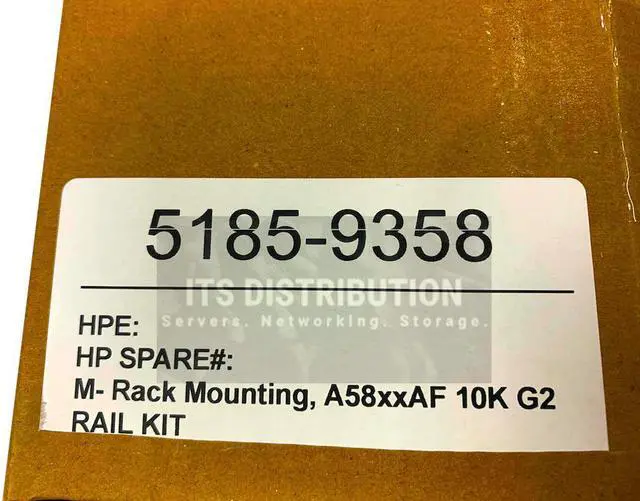 5185-9358
ITS DISTRIBUTION
Servers. Networking. Storage.
HPE:
HP SPARE#:
M- Rack Mounting, A58xxAF 10K G2
RAIL KIT